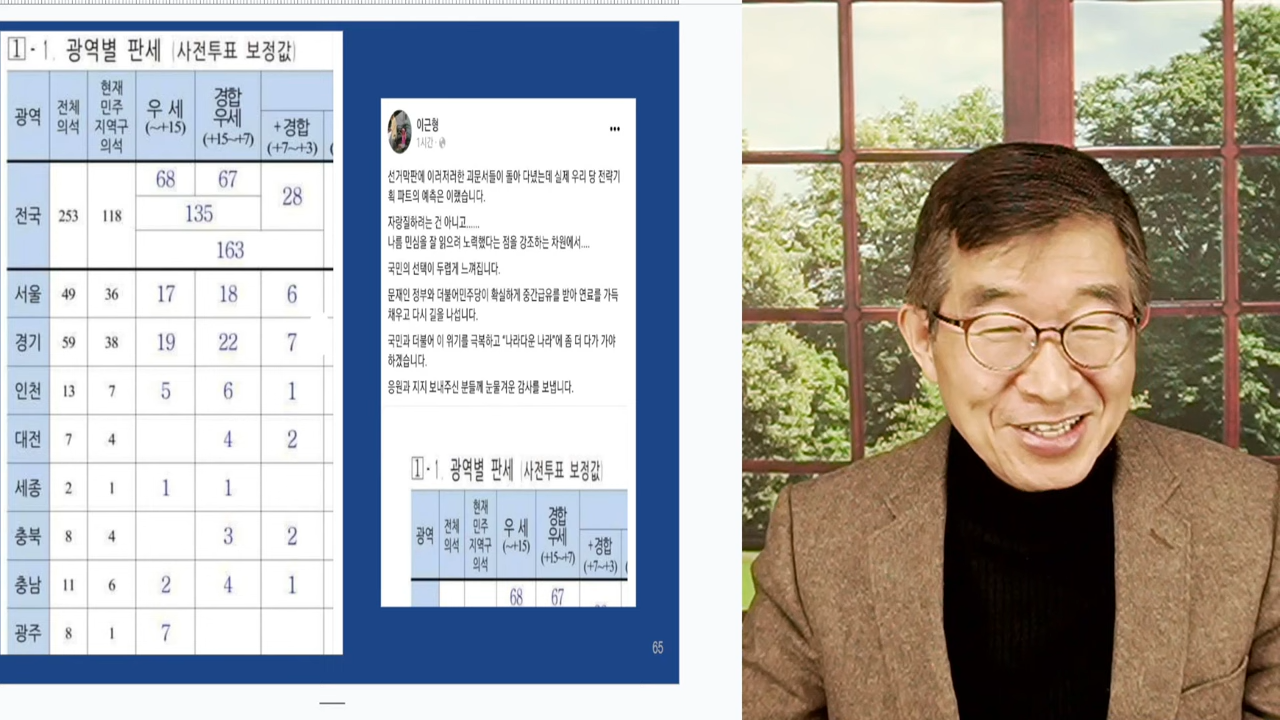 1-1. 광역별 판세 (사전투표 보정값)
광역 전체 의석 현재 민주 지역구 의석 우 세 (~+15) 경합 우세 (+15~+7) +경합 (+7~+3)
전국 253 118 68 67 28
135
163
서울 49 36 17 18 6
경기 59 38 19 22 7
인천 13 7 5 6 1
대전 7 4 4 2
세종 2 1 1 1
충북 8 4 3 2
충남 11 6 2 4 1
광주 8 1 7
이근형
1시간
선거막판에 이러저러한 괴문서들이 돌아 다녔는데 실제 우리 당 전략기
획 파트의 예측은 이랬습니다.
자랑질하려는 건 아니고......
나름 민심을 잘 읽으려 노력했다는 점을 강조하는 차원에서....
국민의 선택이 두렵게 느껴집니다.
문재인 정부와 더불어민주당이 확실하게 중간급유를 받아 연료를 가득
채우고 다시 길을 나섭니다.
국민과 더불어 이 위기를 극복하고 "나라다운 나라"에 좀 더 다가 가야
하겠습니다.
응원과 지지 보내주신 분들께 눈물겨운 감사를 보냅니다.
1-1. 광역별 판세 (사전투표 보정값)
광역 전체 의석 현재 민주 지역구 의석 우 세 (~+15) 경합 우세 (+15~+7) +경합 (+7~+3)
68 67
65